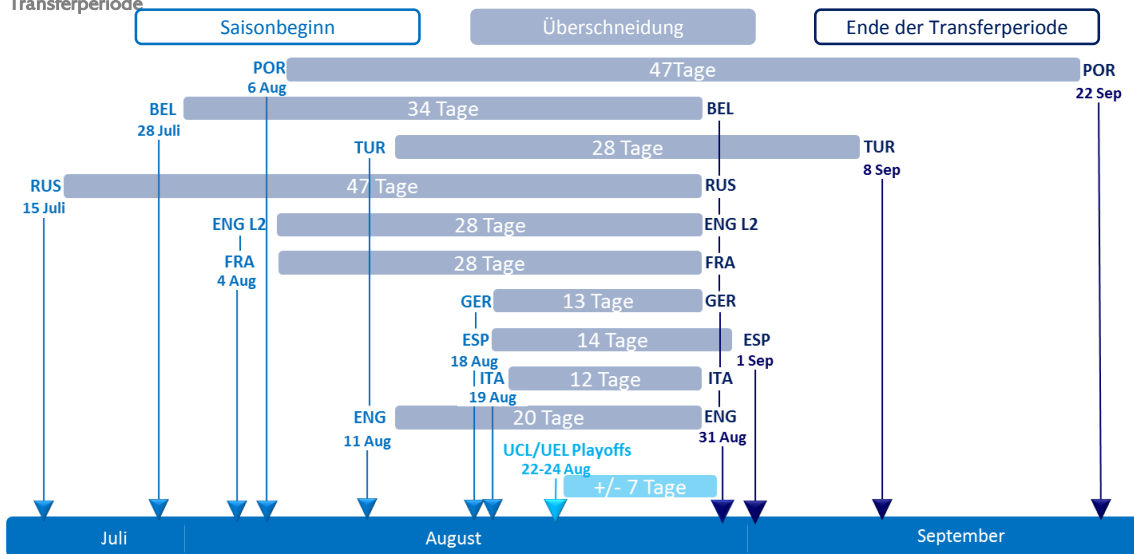 Transferperiode
Saisonbeginn
Überschneidung
Ende der Transferperiode
POR
6 Aug
47Tage
POR
22 Sep
BEL
28 Juli
34 Tage
BEL
TUR
28 Tage
TUR
8 Sep
RUS
15 Juli
47 Tage
RUS
ENG L2
28 Tage
ENG L2
FRA
4 Aug
28 Tage
FRA
GER
13 Tage
GER
ESP
18 Aug
14 Tage
ESP
1 Sep
ITA
19 Aug
12 Tage
ITA
ENG
11 Aug
20 Tage
ENG
31 Aug
UCL/UEL Playoffs
22-24 Aug
+/- 7 Tage
Juli
August
September